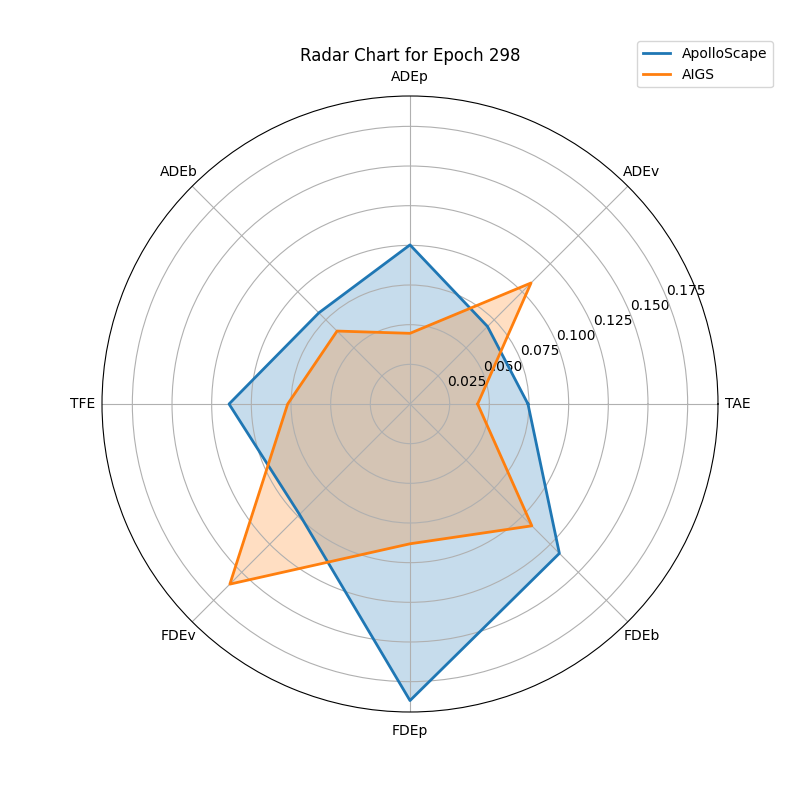 Radar Chart for Epoch 298
ApolloScape
AIGS
ADEp
ADEb
ADEv
0.175
0.150
0.125
0.100
0.075
0.050
0.025
TFE
TAE
FDEv
FDEb
FDEp